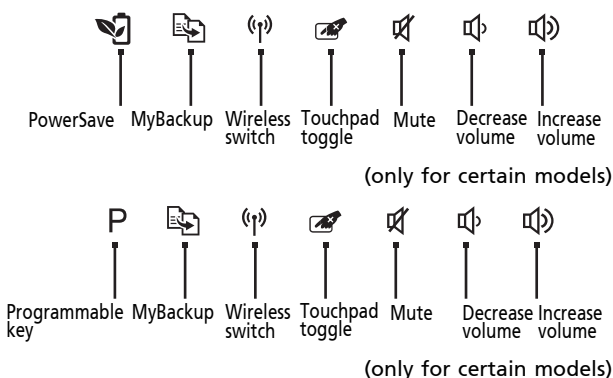 PowerSave MyBackup Wireless switch Touchpad toggle Mute Decrease volume Increase volume
(only for certain models)
P
Programmable key MyBackup Wireless switch Touchpad toggle Mute Decrease volume Increase volume
(only for certain models)